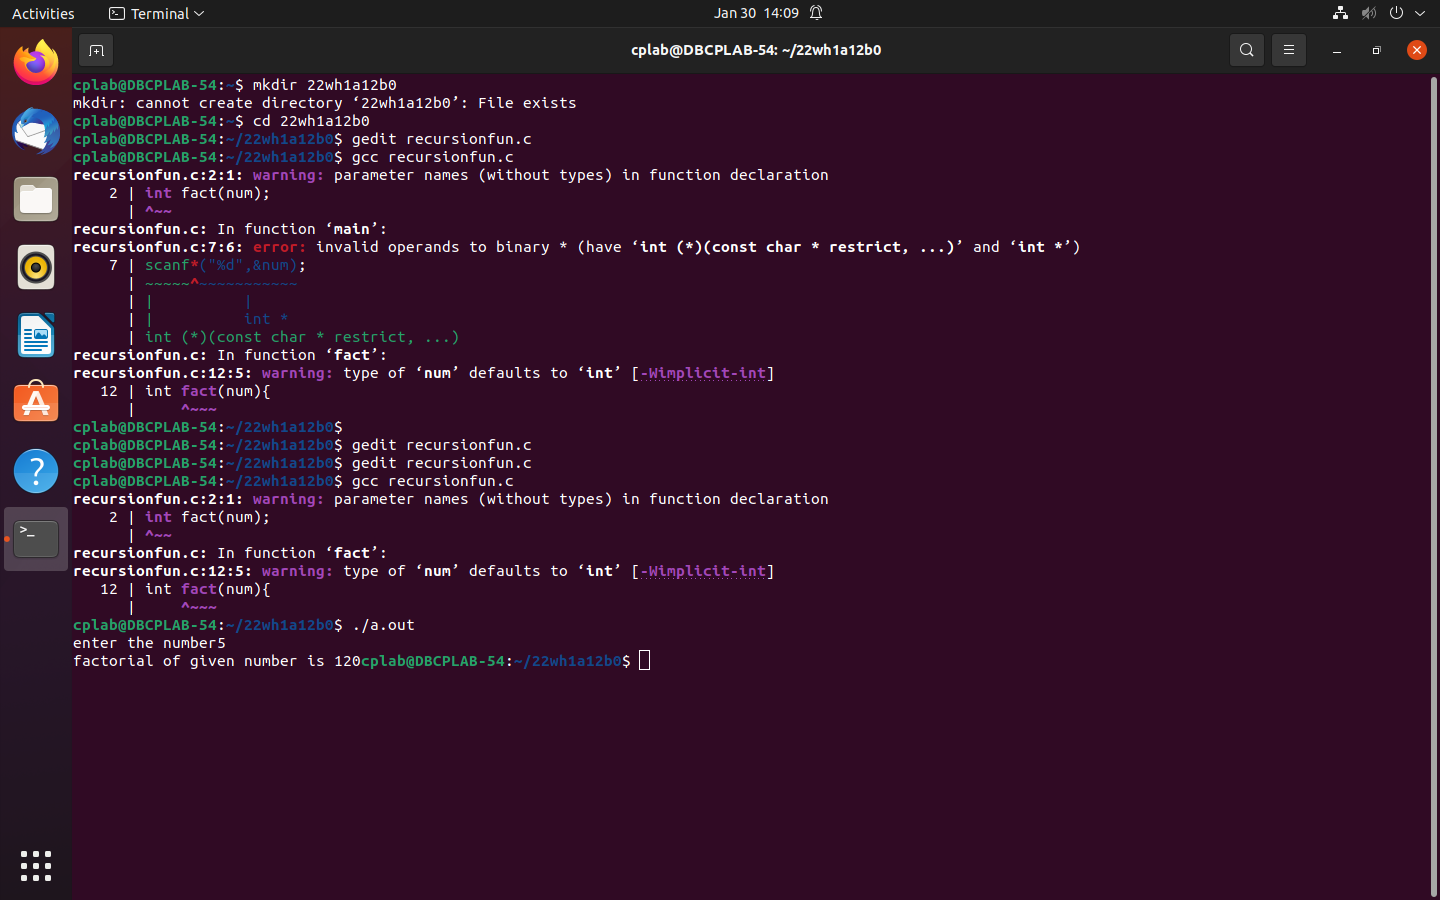 Activities Terminal Jan 30 14:09
cplab@DBCPLAB-54: ~/22wh1a12b0
cplab@DBCPLAB-54:~$ mkdir 22wh1a12b0
mkdir: cannot create directory ‘22wh1a12b0’: File exists
cplab@DBCPLAB-54:~$ cd 22wh1a12b0
cplab@DBCPLAB-54:~/22wh1a12b0$ gedit recursionfun.c
cplab@DBCPLAB-54:~/22wh1a12b0$ gcc recursionfun.c
recursionfun.c:2:1: warning: parameter names (without types) in function declaration
    2 | int fact(num);
      | ^~~
recursionfun.c: In function ‘main’:
recursionfun.c:7:6: error: invalid operands to binary * (have ‘int (*)(const char * restrict, ...)’ and ‘int *’)
    7 | scanf*("%d",&num);
      | ~~~~~^~~~~~~~~~~~
      | |          |
      | |          int *
      | int (*)(const char * restrict, ...)
recursionfun.c: In function ‘fact’:
recursionfun.c:12:5: warning: type of ‘num’ defaults to ‘int’ [-Wimplicit-int]
   12 | int fact(num){
      |     ^~~~
cplab@DBCPLAB-54:~/22wh1a12b0$
cplab@DBCPLAB-54:~/22wh1a12b0$ gedit recursionfun.c
cplab@DBCPLAB-54:~/22wh1a12b0$ gedit recursionfun.c
cplab@DBCPLAB-54:~/22wh1a12b0$ gcc recursionfun.c
recursionfun.c:2:1: warning: parameter names (without types) in function declaration
    2 | int fact(num);
      | ^~~
recursionfun.c: In function ‘fact’:
recursionfun.c:12:5: warning: type of ‘num’ defaults to ‘int’ [-Wimplicit-int]
   12 | int fact(num){
      |     ^~~~
cplab@DBCPLAB-54:~/22wh1a12b0$ ./a.out
enter the number5
factorial of given number is 120cplab@DBCPLAB-54:~/22wh1a12b0$